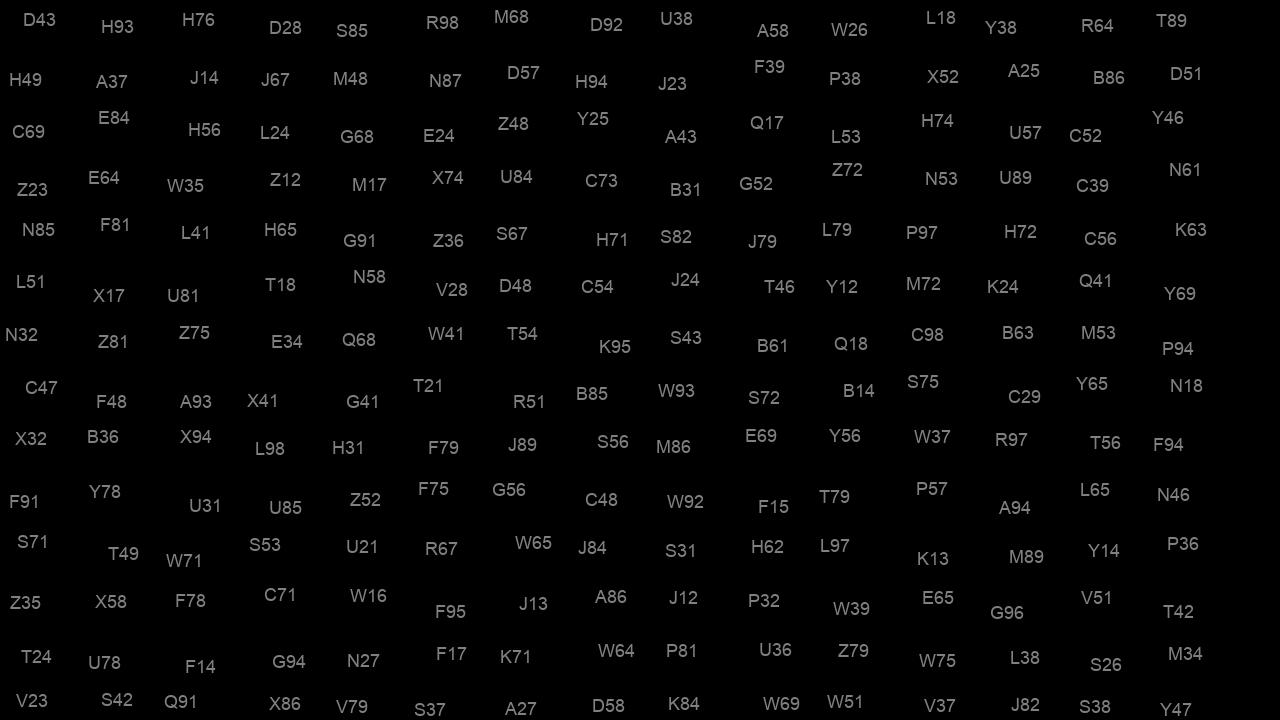 D43 H93 H76 D28 S85 R98 M68 D92 U38 A58 W26 L18 Y38 R64 T89
H49 A37 J14 J67 M48 N87 D57 H94 J23 F39 P38 X52 A25 B86 D51
C69 E84 H56 L24 G68 E24 Z48 Y25 A43 Q17 L53 H74 U57 C52 Y46
Z23 E64 W35 Z12 M17 X74 U84 C73 B31 G52 Z72 N53 U89 C39 N61
N85 F81 L41 H65 G91 Z36 S67 H71 S82 J79 L79 P97 H72 C56 K63
L51 X17 U81 T18 N58 V28 D48 C54 J24 T46 Y12 M72 K24 Q41 Y69
N32 Z81 Z75 E34 Q68 W41 T54 K95 S43 B61 Q18 C98 B63 M53 P94
C47 F48 A93 X41 G41 T21 R51 B85 W93 S72 B14 S75 C29 Y65 N18
X32 B36 X94 L98 H31 F79 J89 S56 M86 E69 Y56 W37 R97 T56 F94
F91 Y78 U31 U85 Z52 F75 G56 C48 W92 F15 T79 P57 A94 L65 N46
S71 T49 W71 S53 U21 R67 W65 J84 S31 H62 L97 K13 M89 Y14 P36
Z35 X58 F78 C71 W16 F95 J13 A86 J12 P32 W39 E65 G96 V51 T42
T24 U78 F14 G94 N27 F17 K71 W64 P81 U36 Z79 W75 L38 S26 M34
V23 S42 Q91 X86 V79 S37 A27 D58 K84 W69 W51 V37 J82 S38 Y47